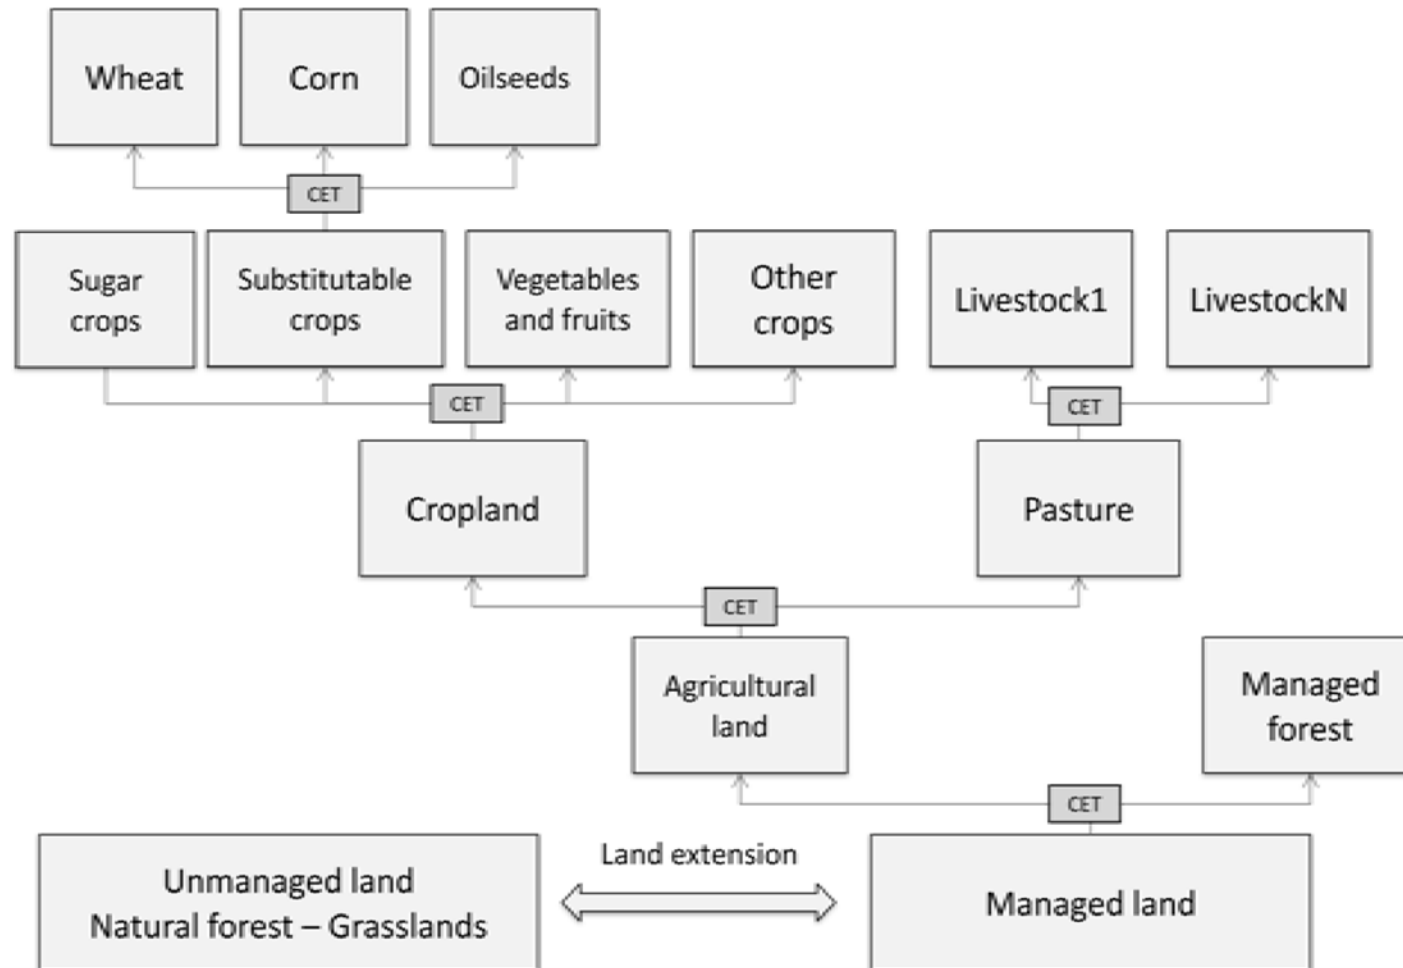 Wheat
Corn
Oilseeds
CET
Sugar
crops
Substitutable
crops
Vegetables
and fruits
Other
crops
Livestock1
LivestockN
CET
CET
Cropland
Pasture
CET
Agricultural
land
Managed
forest
CET
Unmanaged land
Natural forest – Grasslands
Land extension
Managed land